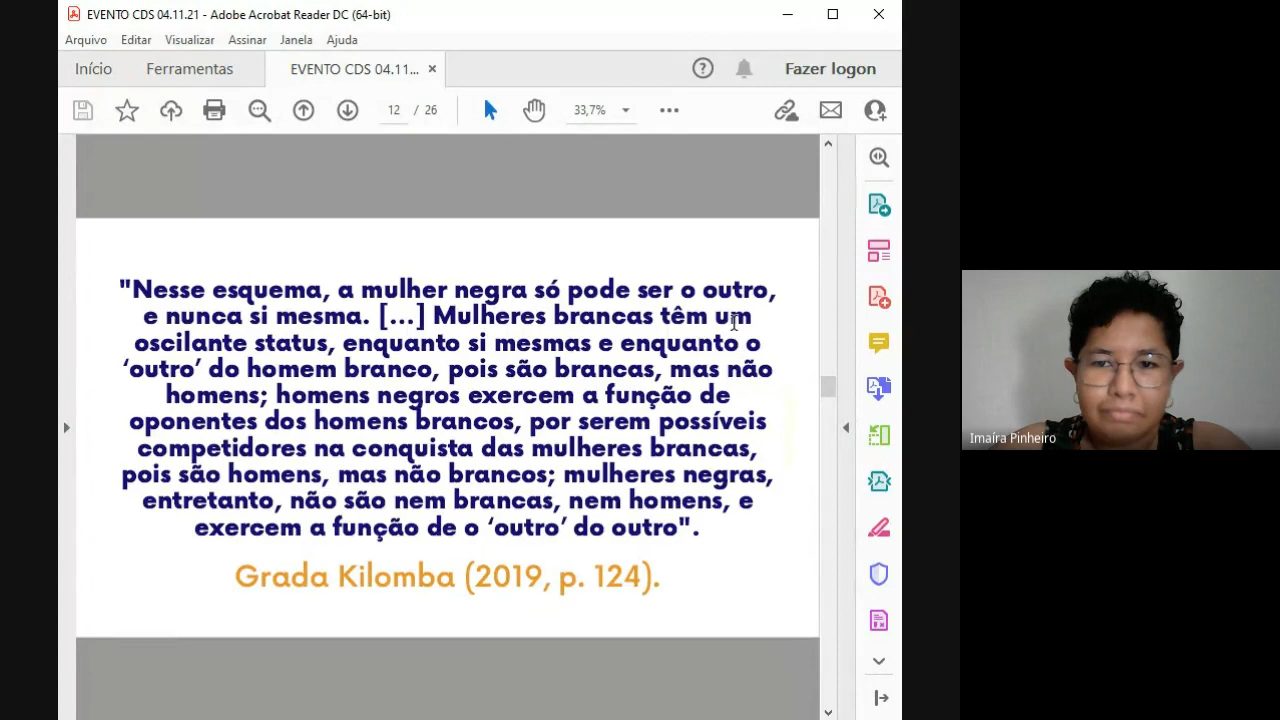 EVENTO CDS 04.11.21 - Adobe Acrobat Reader DC (64-bit)
Arquivo Editar Visualizar Assinar Janela Ajuda
Início Ferramentas EVENTO CDS 04.11... × Fazer logon
12 / 26 33,7%
"Nesse esquema, a mulher negra só pode ser o outro,
e nunca si mesma. [...] Mulheres brancas têm um
oscilante status, enquanto si mesmas e enquanto o
‘outro’ do homem branco, pois são brancas, mas não
homens; homens negros exercem a função de
oponentes dos homens brancos, por serem possíveis
competidores na conquista das mulheres brancas,
pois são homens, mas não brancos; mulheres negras,
entretanto, não são nem brancas, nem homens, e
exercem a função de o ‘outro’ do outro".
Grada Kilomba (2019, p. 124).
Imaíra Pinheiro